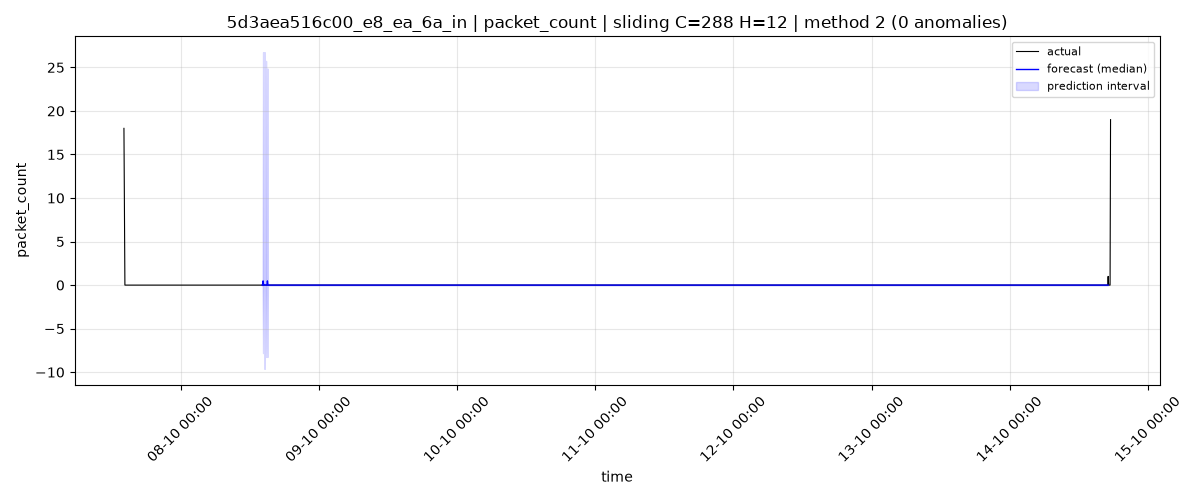 5d3aea516c00_e8_ea_6a_in | packet_count | sliding C=288 H=12 | method 2 (0 anomalies)
actual
forecast (median)
prediction interval
packet_count
25
20
15
10
5
0
−5
−10
08-10 00:00
09-10 00:00
10-10 00:00
11-10 00:00
12-10 00:00
13-10 00:00
14-10 00:00
15-10 00:00
time